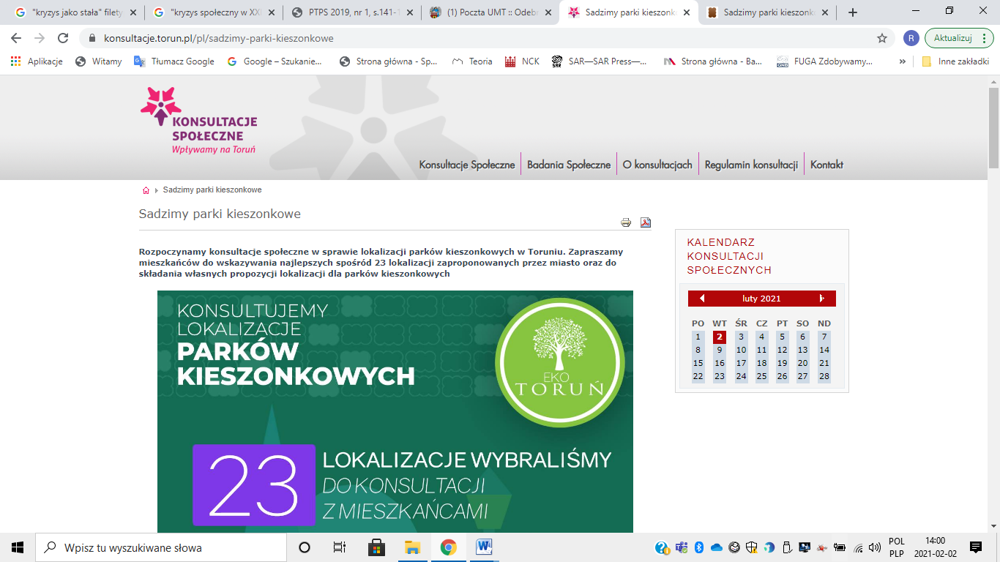 "kryzys jako stała" filety
"kryzys społeczny w XXI
PTPS 2019, nr 1, s.141-1
(1) Poczta UMT :: Odeb
Sadzimy parki kieszonk
Sadzimy parki kieszonk
konsultacje.torun.pl/pl/sadzimy-parki-kieszonkowe
R
Aktualizuj
Aplikacje
Witamy
Tłumacz Google
Google – Szukanie...
Strona główna - Sp...
Teoria
NCK
SAR—SAR Press—...
Strona główna - Ba...
FUGA Zdobywamy...
»
Inne zakładki
KONSULTACJE
SPOŁECZNE
Wpływamy na Toruń
Konsultacje Społeczne
Badania Społeczne
O konsultacjach
Regulamin konsultacji
Kontakt
Sadzimy parki kieszonkowe
Sadzimy parki kieszonkowe
Rozpoczynamy konsultacje społeczne w sprawie lokalizacji parków kieszonkowych w Toruniu. Zapraszamy
mieszkańców do wskazywania najlepszych spośród 23 lokalizacji zaproponowanych przez miasto oraz do
składania własnych propozycji lokalizacji dla parków kieszonkowych
KONSULTUJEMY
LOKALIZACJE
PARKÓW
KIESZONKOWYCH
EKO
TORUŃ
23
LOKALIZACJE WYBRALIŚMY
DO KONSULTACJI
Z MIESZKAŃCAMI
KALENDARZ
KONSULTACJI
SPOŁECZNYCH
luty 2021
PO WT ŚR CZ PT SO ND
1 2 3 4 5 6 7
8 9 10 11 12 13 14
15 16 17 18 19 20 21
22 23 24 25 26 27 28
Wpisz tu wyszukiwane słowa
POL
PLP
14:00
2021-02-02